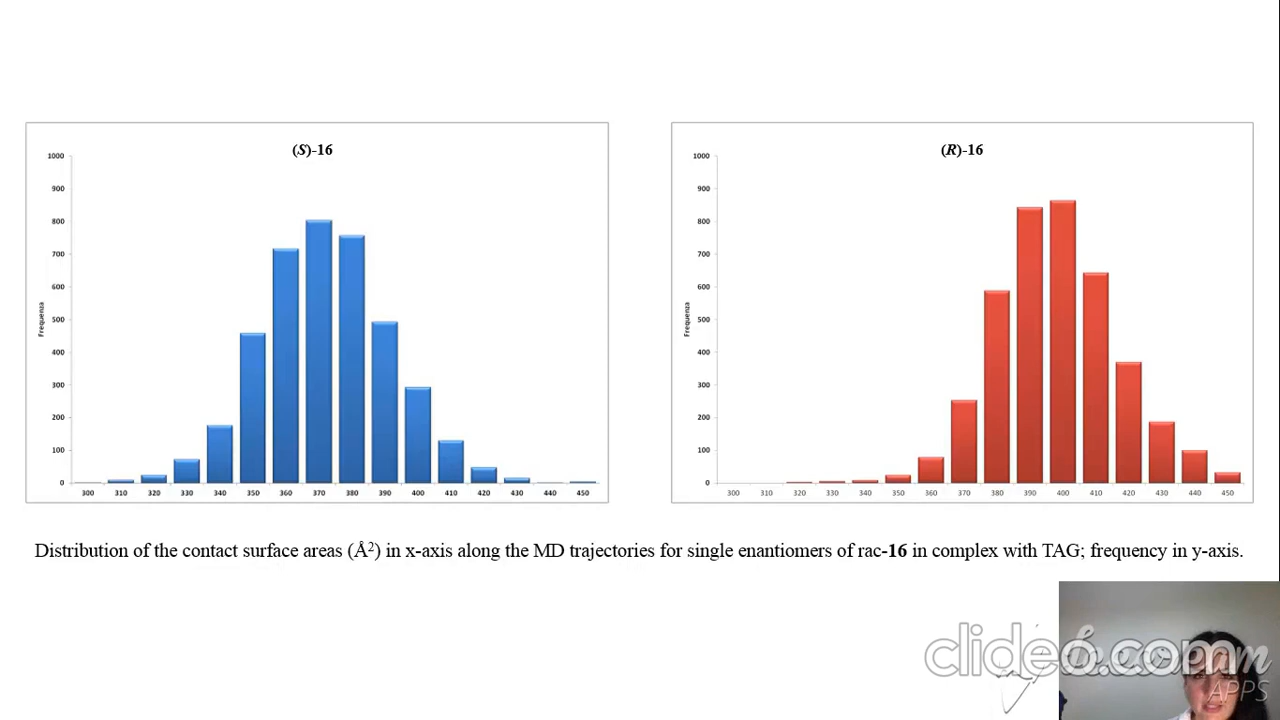 (S)-16
1000
900
800
700
600
500
400
300
200
100
0
Frequenza
300 310 320 330 340 350 360 370 380 390 400 410 420 430 440 450
(R)-16
1000
900
800
700
600
500
400
300
200
100
0
Frequenza
300 310 320 330 340 350 360 370 380 390 400 410 420 430 440 450
Distribution of the contact surface areas (Å²) in x-axis along the MD trajectories for single enantiomers of rac-16 in complex with TAG; frequency in y-axis.
clideo.com
APPS